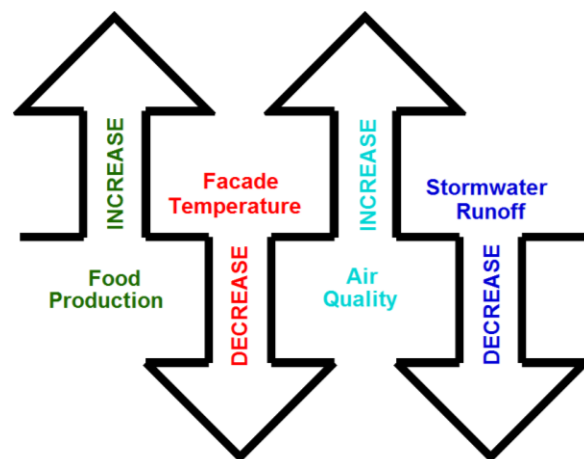 INCREASE
Food
Production
Facade
Temperature
DECREASE
INCREASE
Air
Quality
Stormwater
Runoff
DECREASE